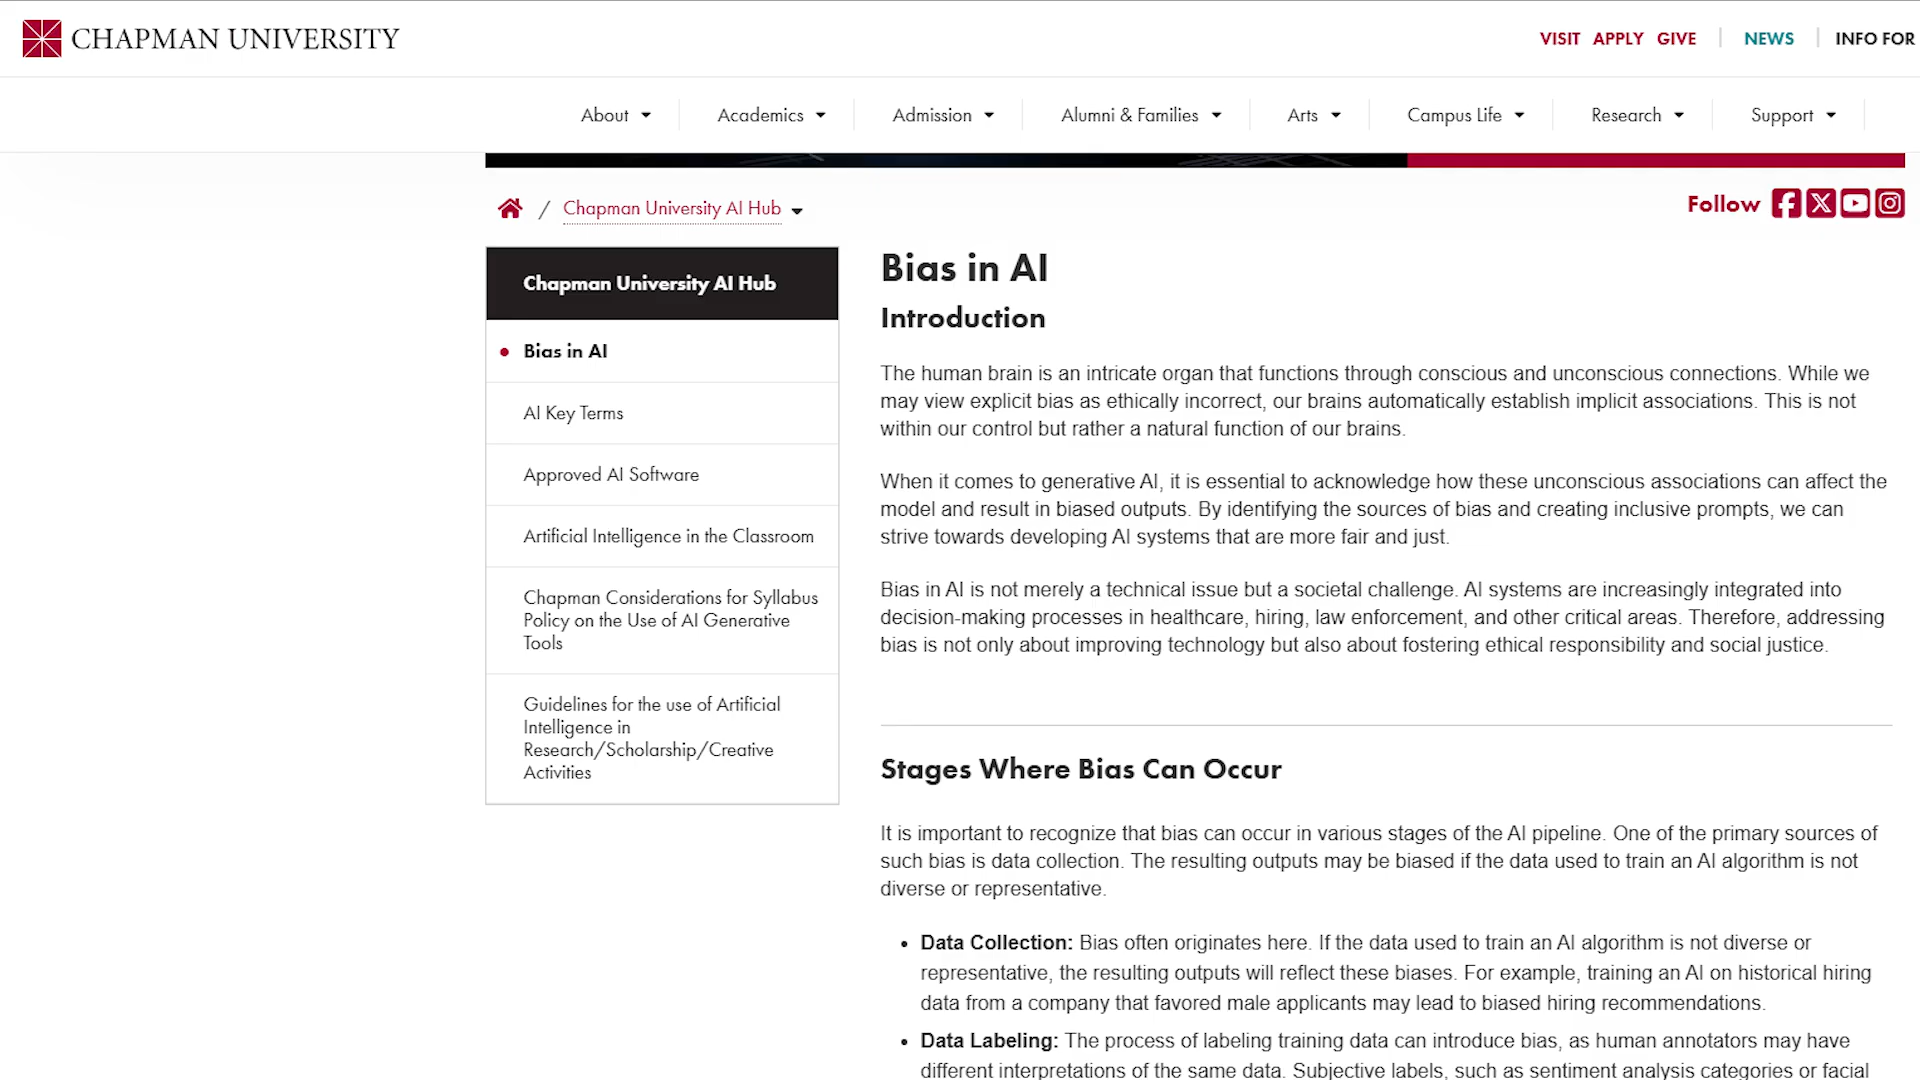 CHAPMAN UNIVERSITY
VISIT APPLY GIVE NEWS INFO FOR
About Academics Admission Alumni & Families Arts Campus Life Research Support
/ Chapman University AI Hub
Follow
Chapman University AI Hub
Bias in AI
AI Key Terms
Approved AI Software
Artificial Intelligence in the Classroom
Chapman Considerations for Syllabus
Policy on the Use of AI Generative
Tools
Guidelines for the use of Artificial
Intelligence in
Research/Scholarship/Creative
Activities
Bias in AI
Introduction
The human brain is an intricate organ that functions through conscious and unconscious connections. While we
may view explicit bias as ethically incorrect, our brains automatically establish implicit associations. This is not
within our control but rather a natural function of our brains.
When it comes to generative AI, it is essential to acknowledge how these unconscious associations can affect the
model and result in biased outputs. By identifying the sources of bias and creating inclusive prompts, we can
strive towards developing AI systems that are more fair and just.
Bias in AI is not merely a technical issue but a societal challenge. AI systems are increasingly integrated into
decision-making processes in healthcare, hiring, law enforcement, and other critical areas. Therefore, addressing
bias is not only about improving technology but also about fostering ethical responsibility and social justice.
Stages Where Bias Can Occur
It is important to recognize that bias can occur in various stages of the AI pipeline. One of the primary sources of
such bias is data collection. The resulting outputs may be biased if the data used to train an AI algorithm is not
diverse or representative.
• Data Collection: Bias often originates here. If the data used to train an AI algorithm is not diverse or
representative, the resulting outputs will reflect these biases. For example, training an AI on historical hiring
data from a company that favored male applicants may lead to biased hiring recommendations.
• Data Labeling: The process of labeling training data can introduce bias, as human annotators may have
different interpretations of the same data. Subjective labels, such as sentiment analysis categories or facial